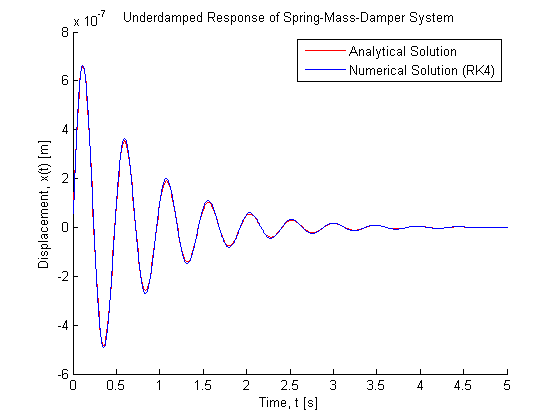 Underdamped Response of Spring-Mass-Damper System
x 10^-7
Analytical Solution
Numerical Solution (RK4)
Displacement, x(t) [m]
8
6
4
2
0
-2
-4
-6
0 0.5 1 1.5 2 2.5 3 3.5 4 4.5 5
Time, t [s]